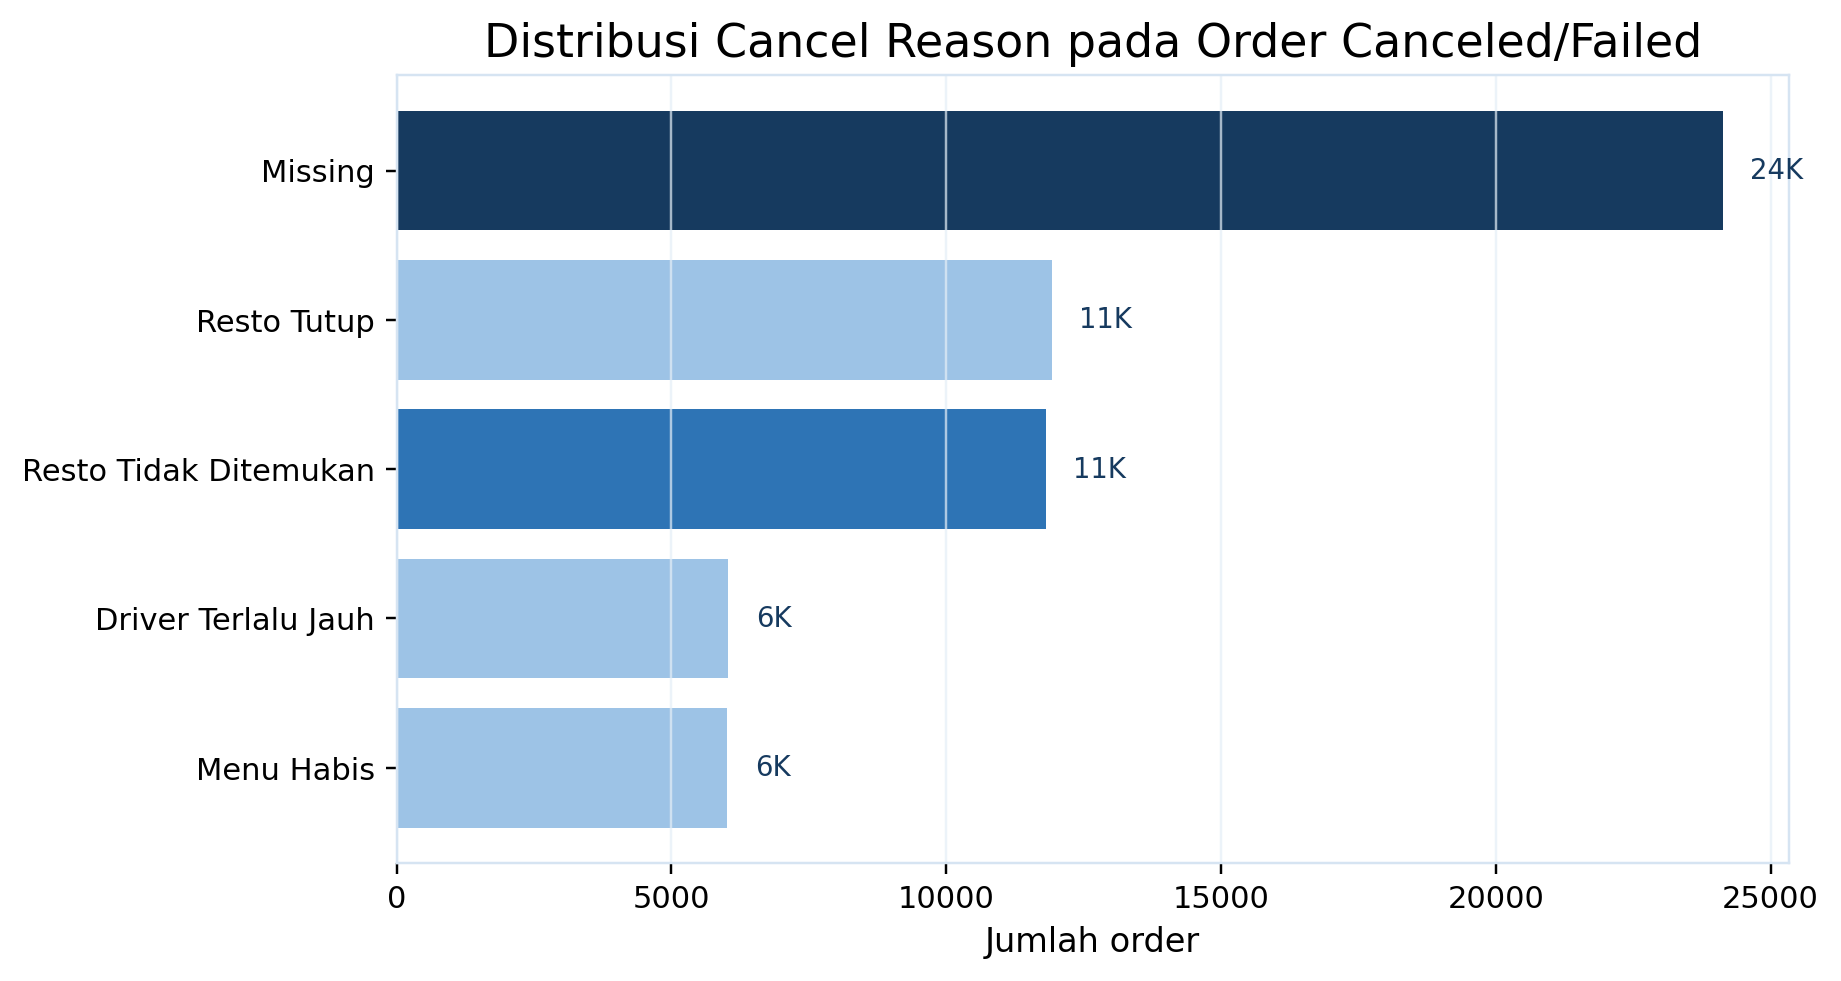 Distribusi Cancel Reason pada Order Canceled/Failed
Missing
24K
Resto Tutup
11K
Resto Tidak Ditemukan
11K
Driver Terlalu Jauh
6K
Menu Habis
6K
0 5000 10000 15000 20000 25000
Jumlah order